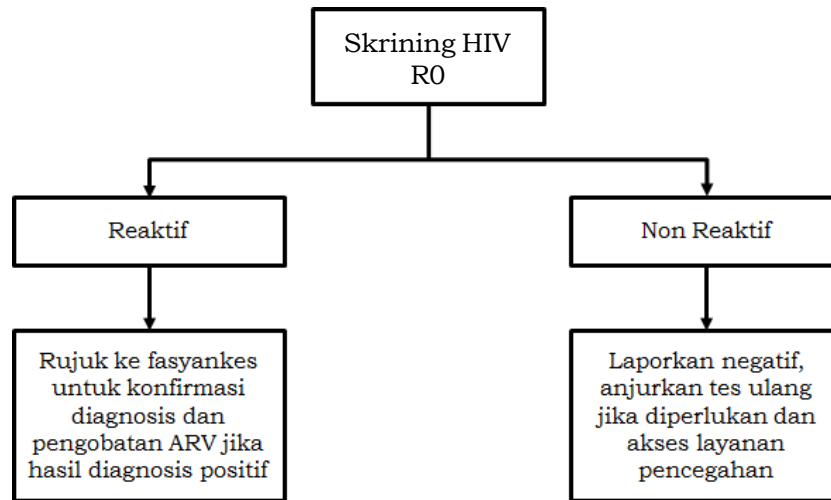 Skrining HIV
R0
Reaktif
Non Reaktif
Rujuk ke fasyankes
untuk konfirmasi
diagnosis dan
pengobatan ARV jika
hasil diagnosis positif
Laporkan negatif,
anjurkan tes ulang
jika diperlukan dan
akses layanan
pencegahan